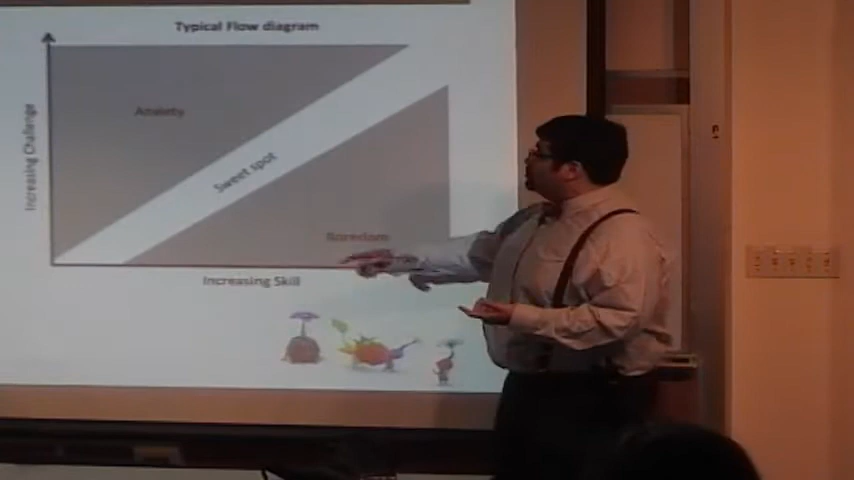 Typical Flow diagram
Increasing Challenge
Anxiety
Sweet spot
Boredom
Increasing Skill